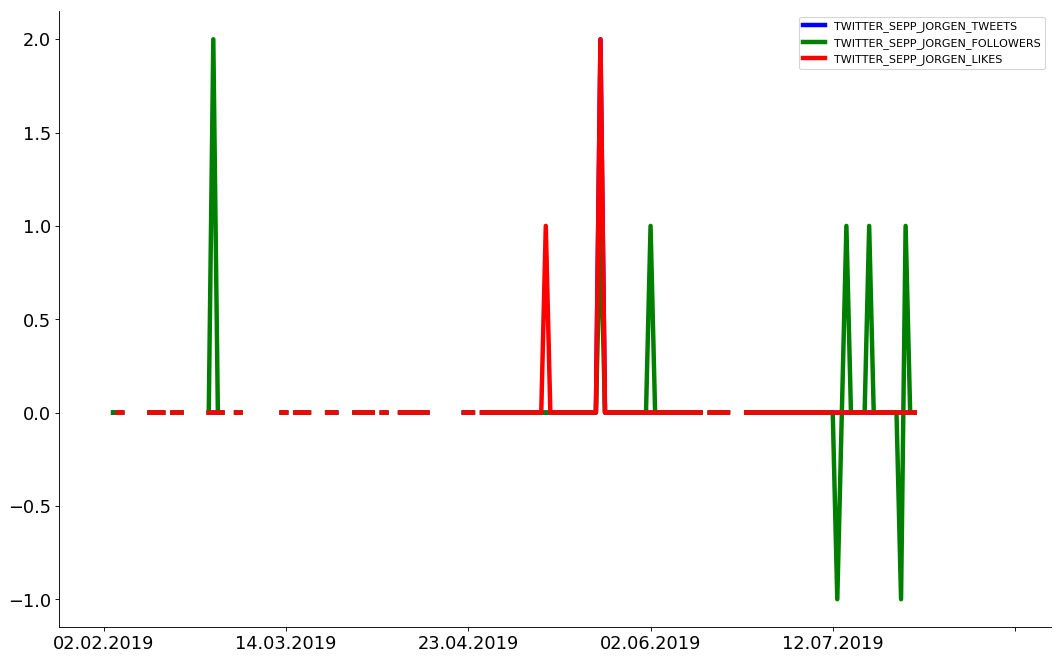 TWITTER_SEPP_JORGEN_TWEETS
TWITTER_SEPP_JORGEN_FOLLOWERS
TWITTER_SEPP_JORGEN_LIKES
2.0
1.5
1.0
0.5
0.0
−0.5
−1.0
02.02.2019 14.03.2019 23.04.2019 02.06.2019 12.07.2019